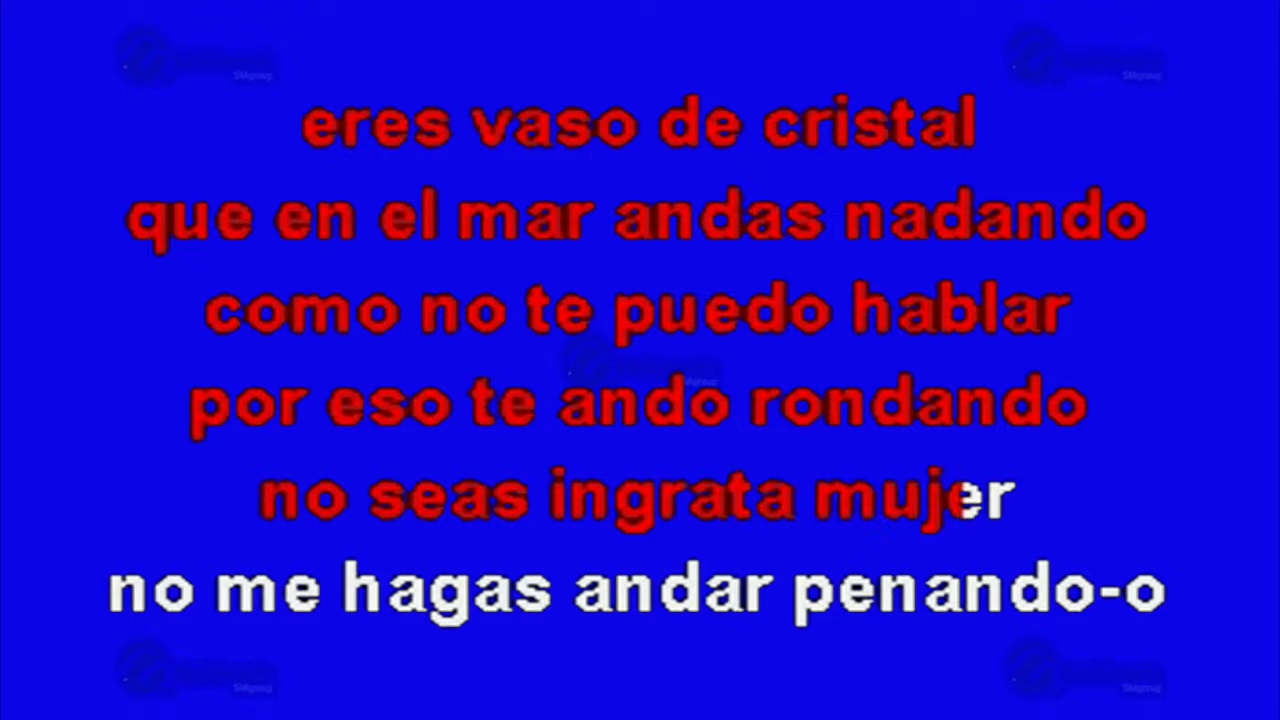 eres vaso de cristal
que en el mar andas nadando
como no te puedo hablar
por eso te ando rondando
no seas ingrata mujer
no me hagas andar penando-o